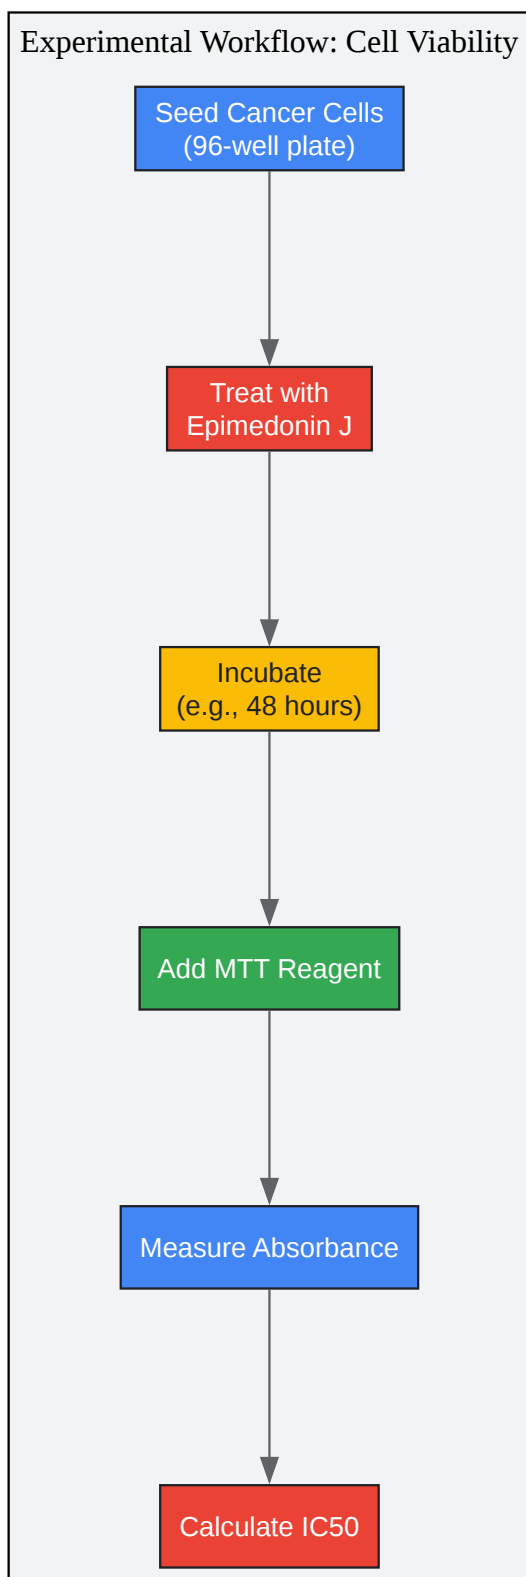 Experimental Workflow: Cell Viability
Seed Cancer Cells
(96-well plate)
Treat with
Epimedonin J
Incubate
(e.g., 48 hours)
Add MTT Reagent
Measure Absorbance
Calculate IC50